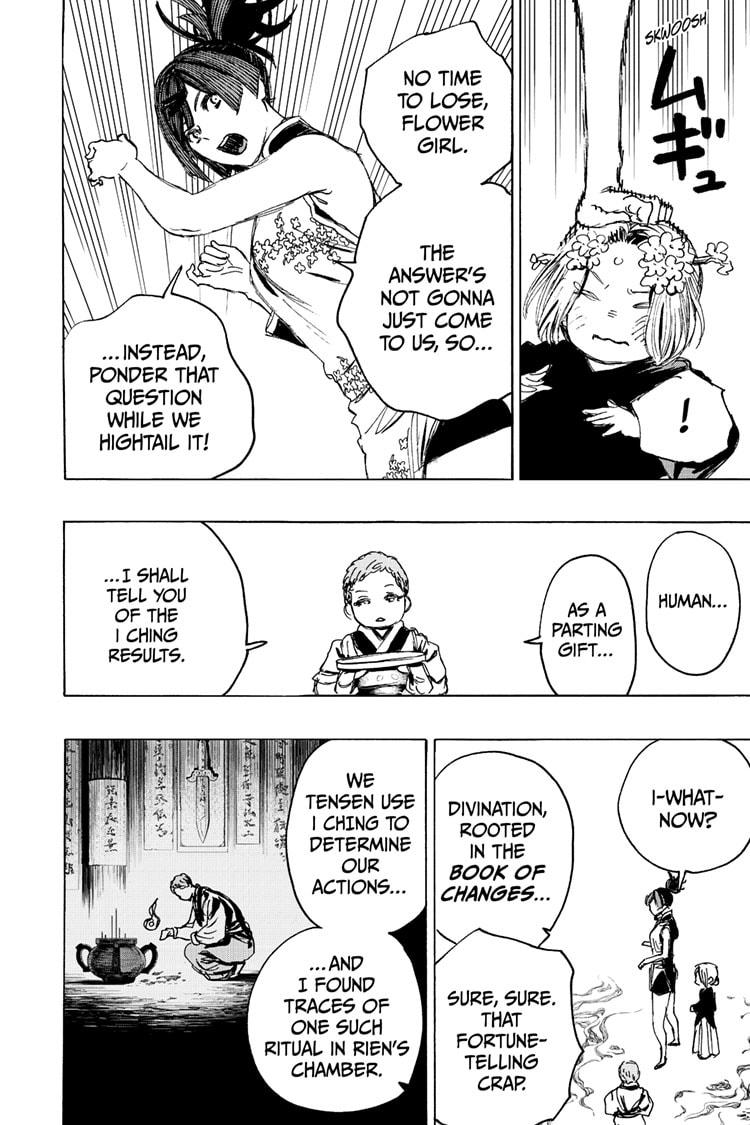 SKWOOSH
ムギュ
!
NO TIME
TO LOSE,
FLOWER
GIRL.
THE
ANSWER'S
NOT GONNA
JUST COME
TO US, SO...
...INSTEAD,
PONDER THAT
QUESTION
WHILE WE
HIGHTAIL IT!
HUMAN...
AS A
PARTING
GIFT...
...I SHALL
TELL YOU
OF THE
I CHING
RESULTS.
I-WHAT-
NOW?
DIVINATION,
ROOTED
IN THE
BOOK OF
CHANGES...
SURE, SURE.
THAT
FORTUNE-
TELLING
CRAP.
WE
TENSEN USE
I CHING TO
DETERMINE
OUR
ACTIONS...
...AND
I FOUND
TRACES OF
ONE SUCH
RITUAL IN RIEN'S
CHAMBER.